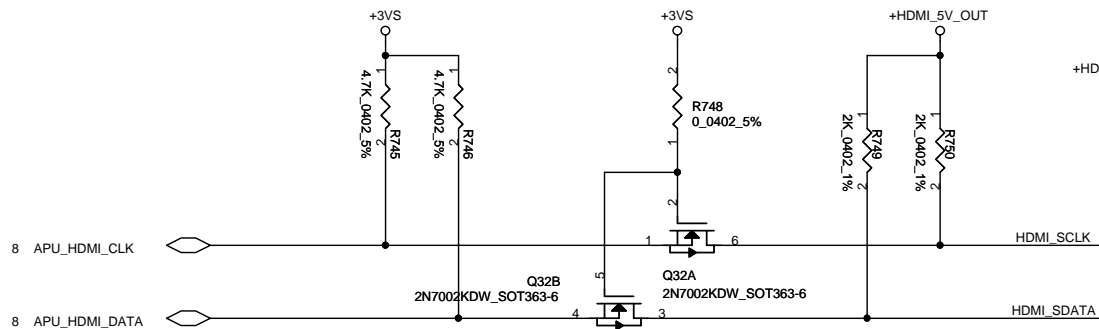 +3VS
+3VS
+HDMI_5V_OUT
+HD
1
4.7K_0402_5%
2
R745
1
4.7K_0402_5%
2
R746
2
R748
0_0402_5%
1
1
2K_0402_1%
2
R749
1
2K_0402_1%
2
R750
2
8 APU_HDMI_CLK
1
6
HDMI_SCLK
5
Q32B
2N7002KDW_SOT363-6
Q32A
2N7002KDW_SOT363-6
8 APU_HDMI_DATA
4
3
HDMI_SDATA